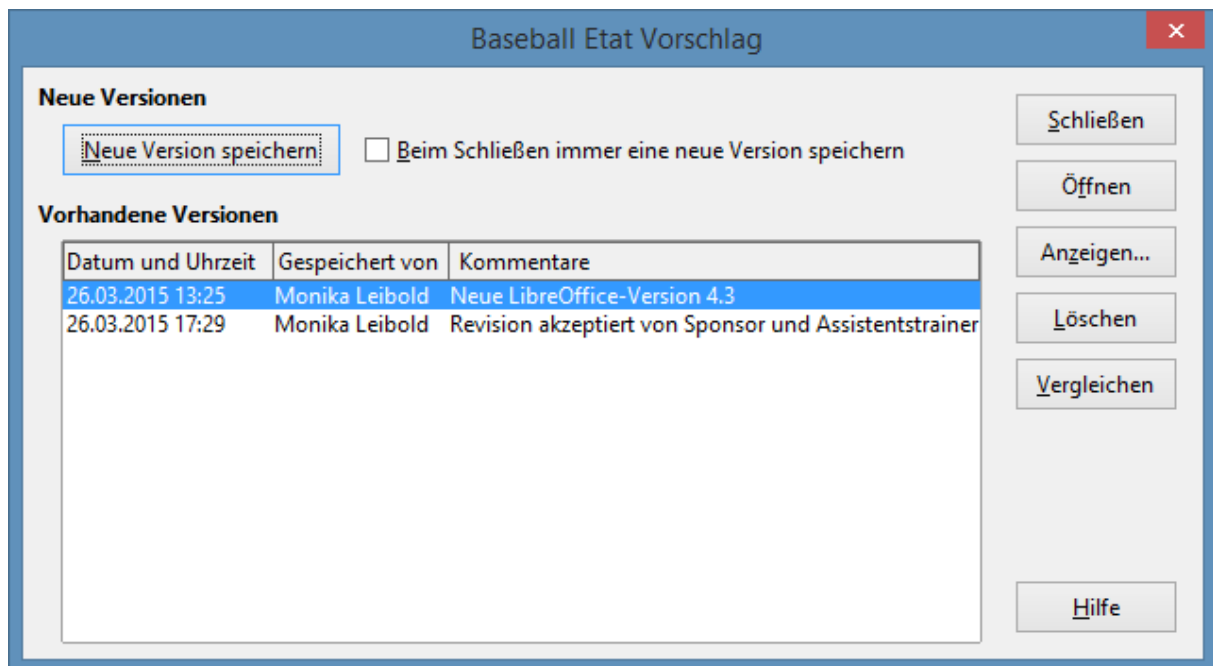 Baseball Etat Vorschlag
Neue Versionen
Neue Version speichern
Beim Schließen immer eine neue Version speichern
Vorhandene Versionen
Datum und Uhrzeit Gespeichert von Kommentare
26.03.2015 13:25 Monika Leibold Neue LibreOffice-Version 4.3
26.03.2015 17:29 Monika Leibold Revision akzeptiert von Sponsor und Assistentstrainer
Schließen
Öffnen
Anzeigen...
Löschen
Vergleichen
Hilfe